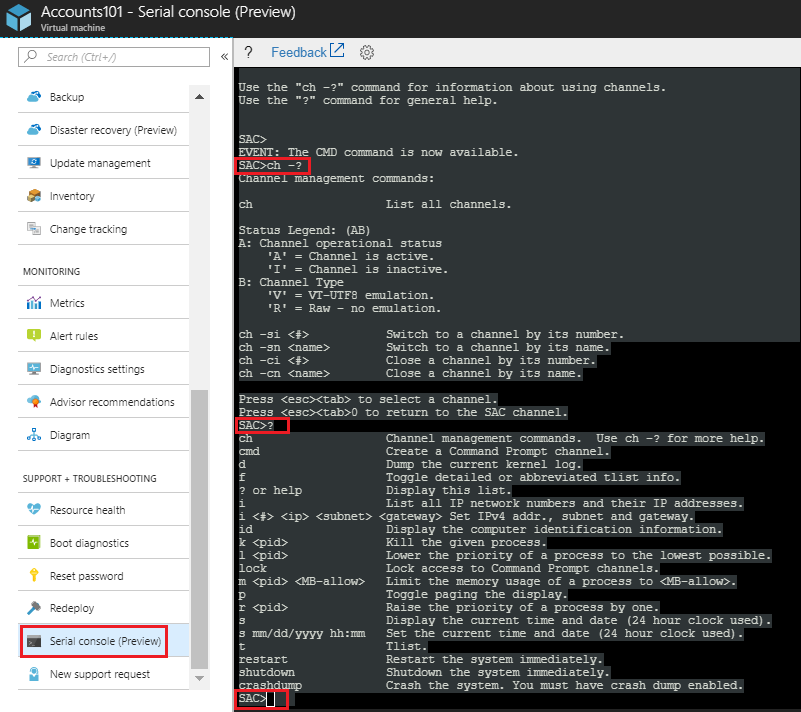 Accounts101 - Serial console (Preview)
Virtual machine
Search (Ctrl+/)
«
Backup
Disaster recovery (Preview)
Update management
Inventory
Change tracking
MONITORING
Metrics
Alert rules
Diagnostics settings
Advisor recommendations
Diagram
SUPPORT + TROUBLESHOOTING
Resource health
Boot diagnostics
Reset password
Redeploy
Serial console (Preview)
New support request
? Feedback
Use the "ch -?" command for information about using channels.
Use the "?" command for general help.
SAC>
EVENT: The CMD command is now available.
SAC>ch -?
Channel management commands:
ch List all channels.
Status Legend: (AB)
A: Channel operational status
'A' = Channel is active.
'I' = Channel is inactive.
B: Channel Type
'V' = VT-UTF8 emulation.
'R' = Raw - no emulation.
ch -si <#> Switch to a channel by its number.
ch -sn <name> Switch to a channel by its name.
ch -ci <#> Close a channel by its number.
ch -cn <name> Close a channel by its name.
Press <esc><tab> to select a channel.
Press <esc><tab>0 to return to the SAC channel.
SAC>?
ch Channel management commands. Use ch -? for more help.
cmd Create a Command Prompt channel.
d Dump the current kernel log.
f Toggle detailed or abbreviated tlist info.
? or help Display this list.
i List all IP network numbers and their IP addresses.
i <#> <ip> <subnet> <gateway> Set IPv4 addr., subnet and gateway.
id Display the computer identification information.
k <pid> Kill the given process.
l <pid> Lower the priority of a process to the lowest possible.
lock Lock access to Command Prompt channels.
m <pid> <MB-allow> Limit the memory usage of a process to <MB-allow>.
p Toggle paging the display.
r <pid> Raise the priority of a process by one.
s Display the current time and date (24 hour clock used).
s mm/dd/yyyy hh:mm Set the current time and date (24 hour clock used).
t Tlist.
restart Restart the system immediately.
shutdown Shutdown the system immediately.
crashdump Crash the system. You must have crash dump enabled.
SAC>